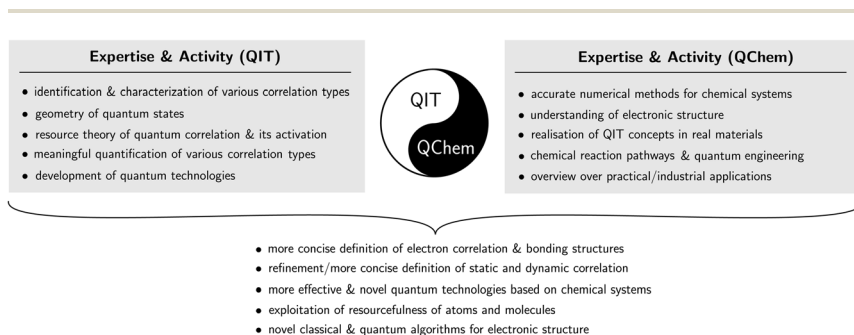 Expertise & Activity (QIT)
• identification & characterization of various correlation types
• geometry of quantum states
• resource theory of quantum correlation & its activation
• meaningful quantification of various correlation types
• development of quantum technologies
QIT
QChem
Expertise & Activity (QChem)
• accurate numerical methods for chemical systems
• understanding of electronic structure
• realisation of QIT concepts in real materials
• chemical reaction pathways & quantum engineering
• overview over practical/industrial applications
• more concise definition of electron correlation & bonding structures
• refinement/more concise definition of static and dynamic correlation
• more effective & novel quantum technologies based on chemical systems
• exploitation of resourcefulness of atoms and molecules
• novel classical & quantum algorithms for electronic structure